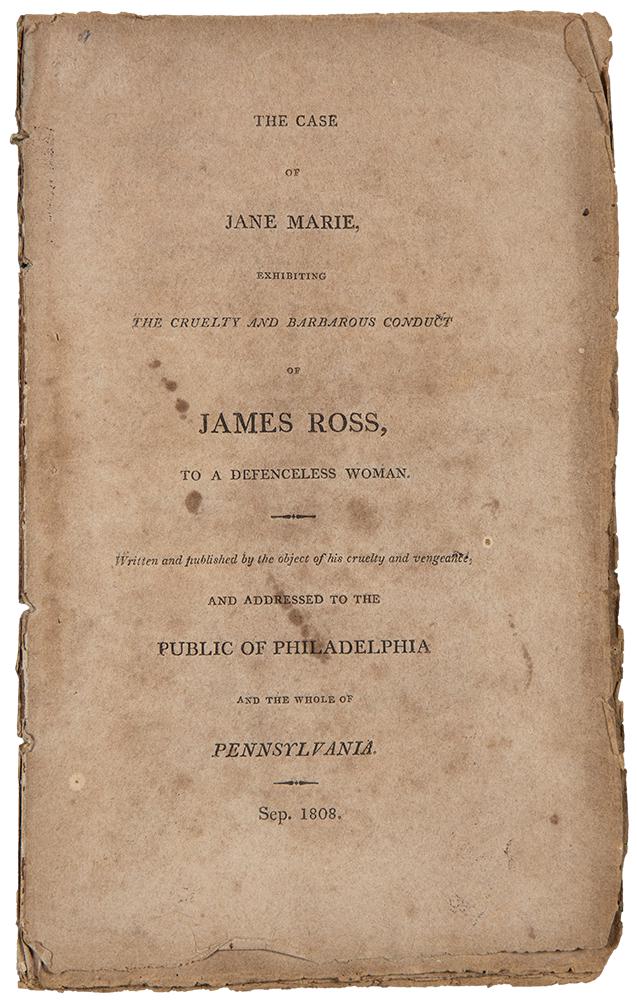 THE CASE
OF
JANE MARIE,
EXHIBITING
THE CRUELTY AND BARBAROUS CONDUCT
OF
JAMES ROSS,
TO A DEFENCELESS WOMAN.
Written and published by the object of his cruelty and vengeance,
AND ADDRESSED TO THE
PUBLIC OF PHILADELPHIA
AND THE WHOLE OF
PENNSYLVANIA.
Sep. 1808.